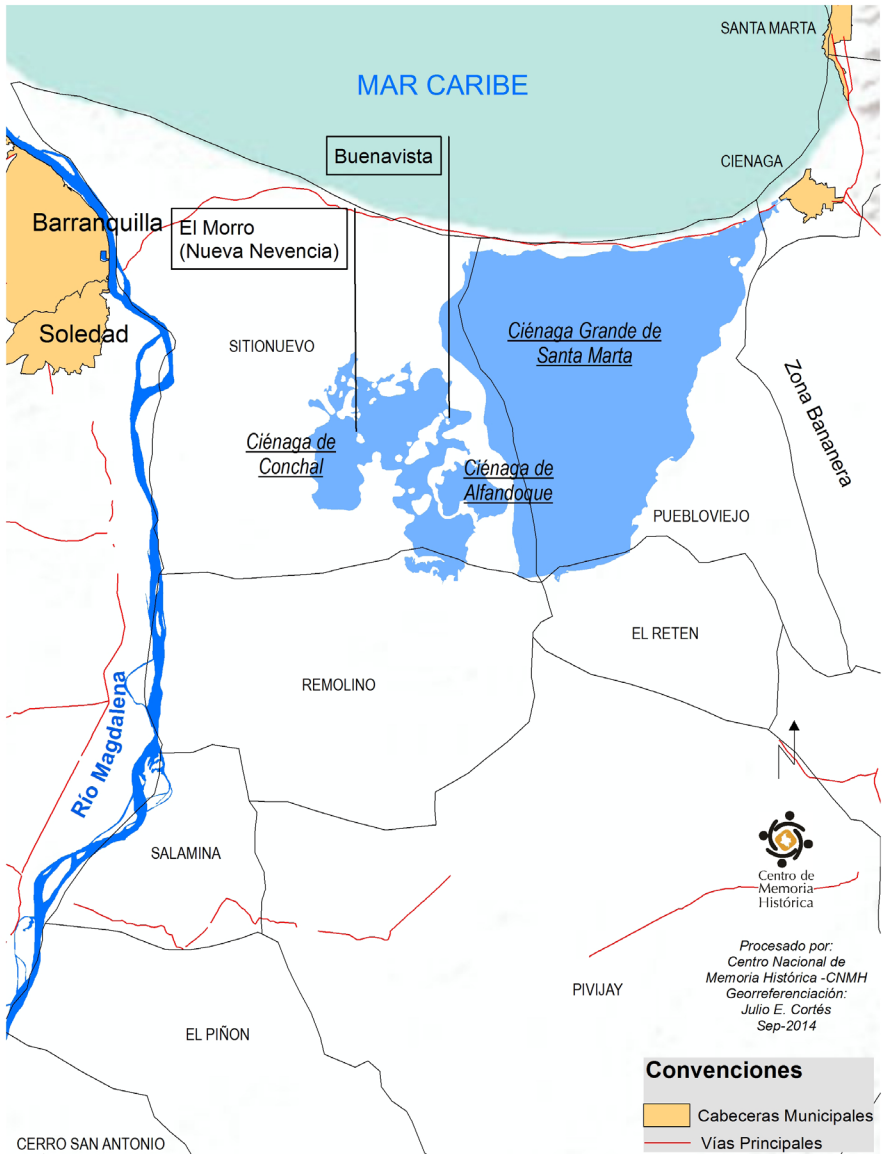 SANTA MARTA
MAR CARIBE
Buenavista
CIENAGA
Barranquilla
El Morro
(Nueva Nevencia)
Soledad
SITIONUEVO
Ciénaga Grande de
Santa Marta
Zona Bananera
Ciénaga de
Conchal
Ciénaga de
Alfandoque
PUEBLOVIEJO
EL RETEN
REMOLINO
Río Magdalena
N
SALAMINA
Centro de
Memoria
Histórica
Procesado por:
Centro Nacional de
Memoria Histórica -CNMH
Georreferenciación:
Julio E. Cortés
Sep-2014
PIVIJAY
EL PIÑON
Convenciones
Cabeceras Municipales
Vías Principales
CERRO SAN ANTONIO